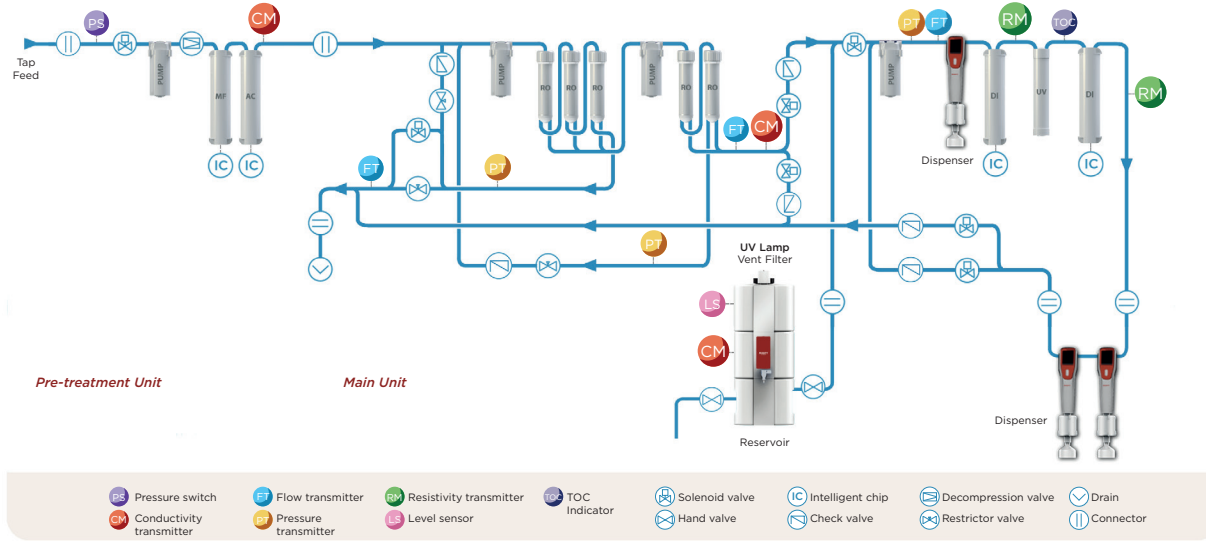 PS
CM
PT
FT
RM
TOC
Tap
Feed
PUMP
MF
AC
PUMP
RO
RO
RO
PUMP
RO
RO
PUMP
DI
UV
DI
RM
FT
CM
Dispenser
IC
IC
IC
IC
FT
PT
PT
UV Lamp
Vent Filter
LS
CM
Pre-treatment Unit
Main Unit
Reservoir
Dispenser
PS Pressure switch
FT Flow transmitter
RM Resistivity transmitter
TOC TOC
Indicator
Solenoid valve
IC Intelligent chip
Decompression valve
Drain
CM Conductivity
transmitter
PT Pressure
transmitter
LS Level sensor
Hand valve
Check valve
Restrictor valve
Connector